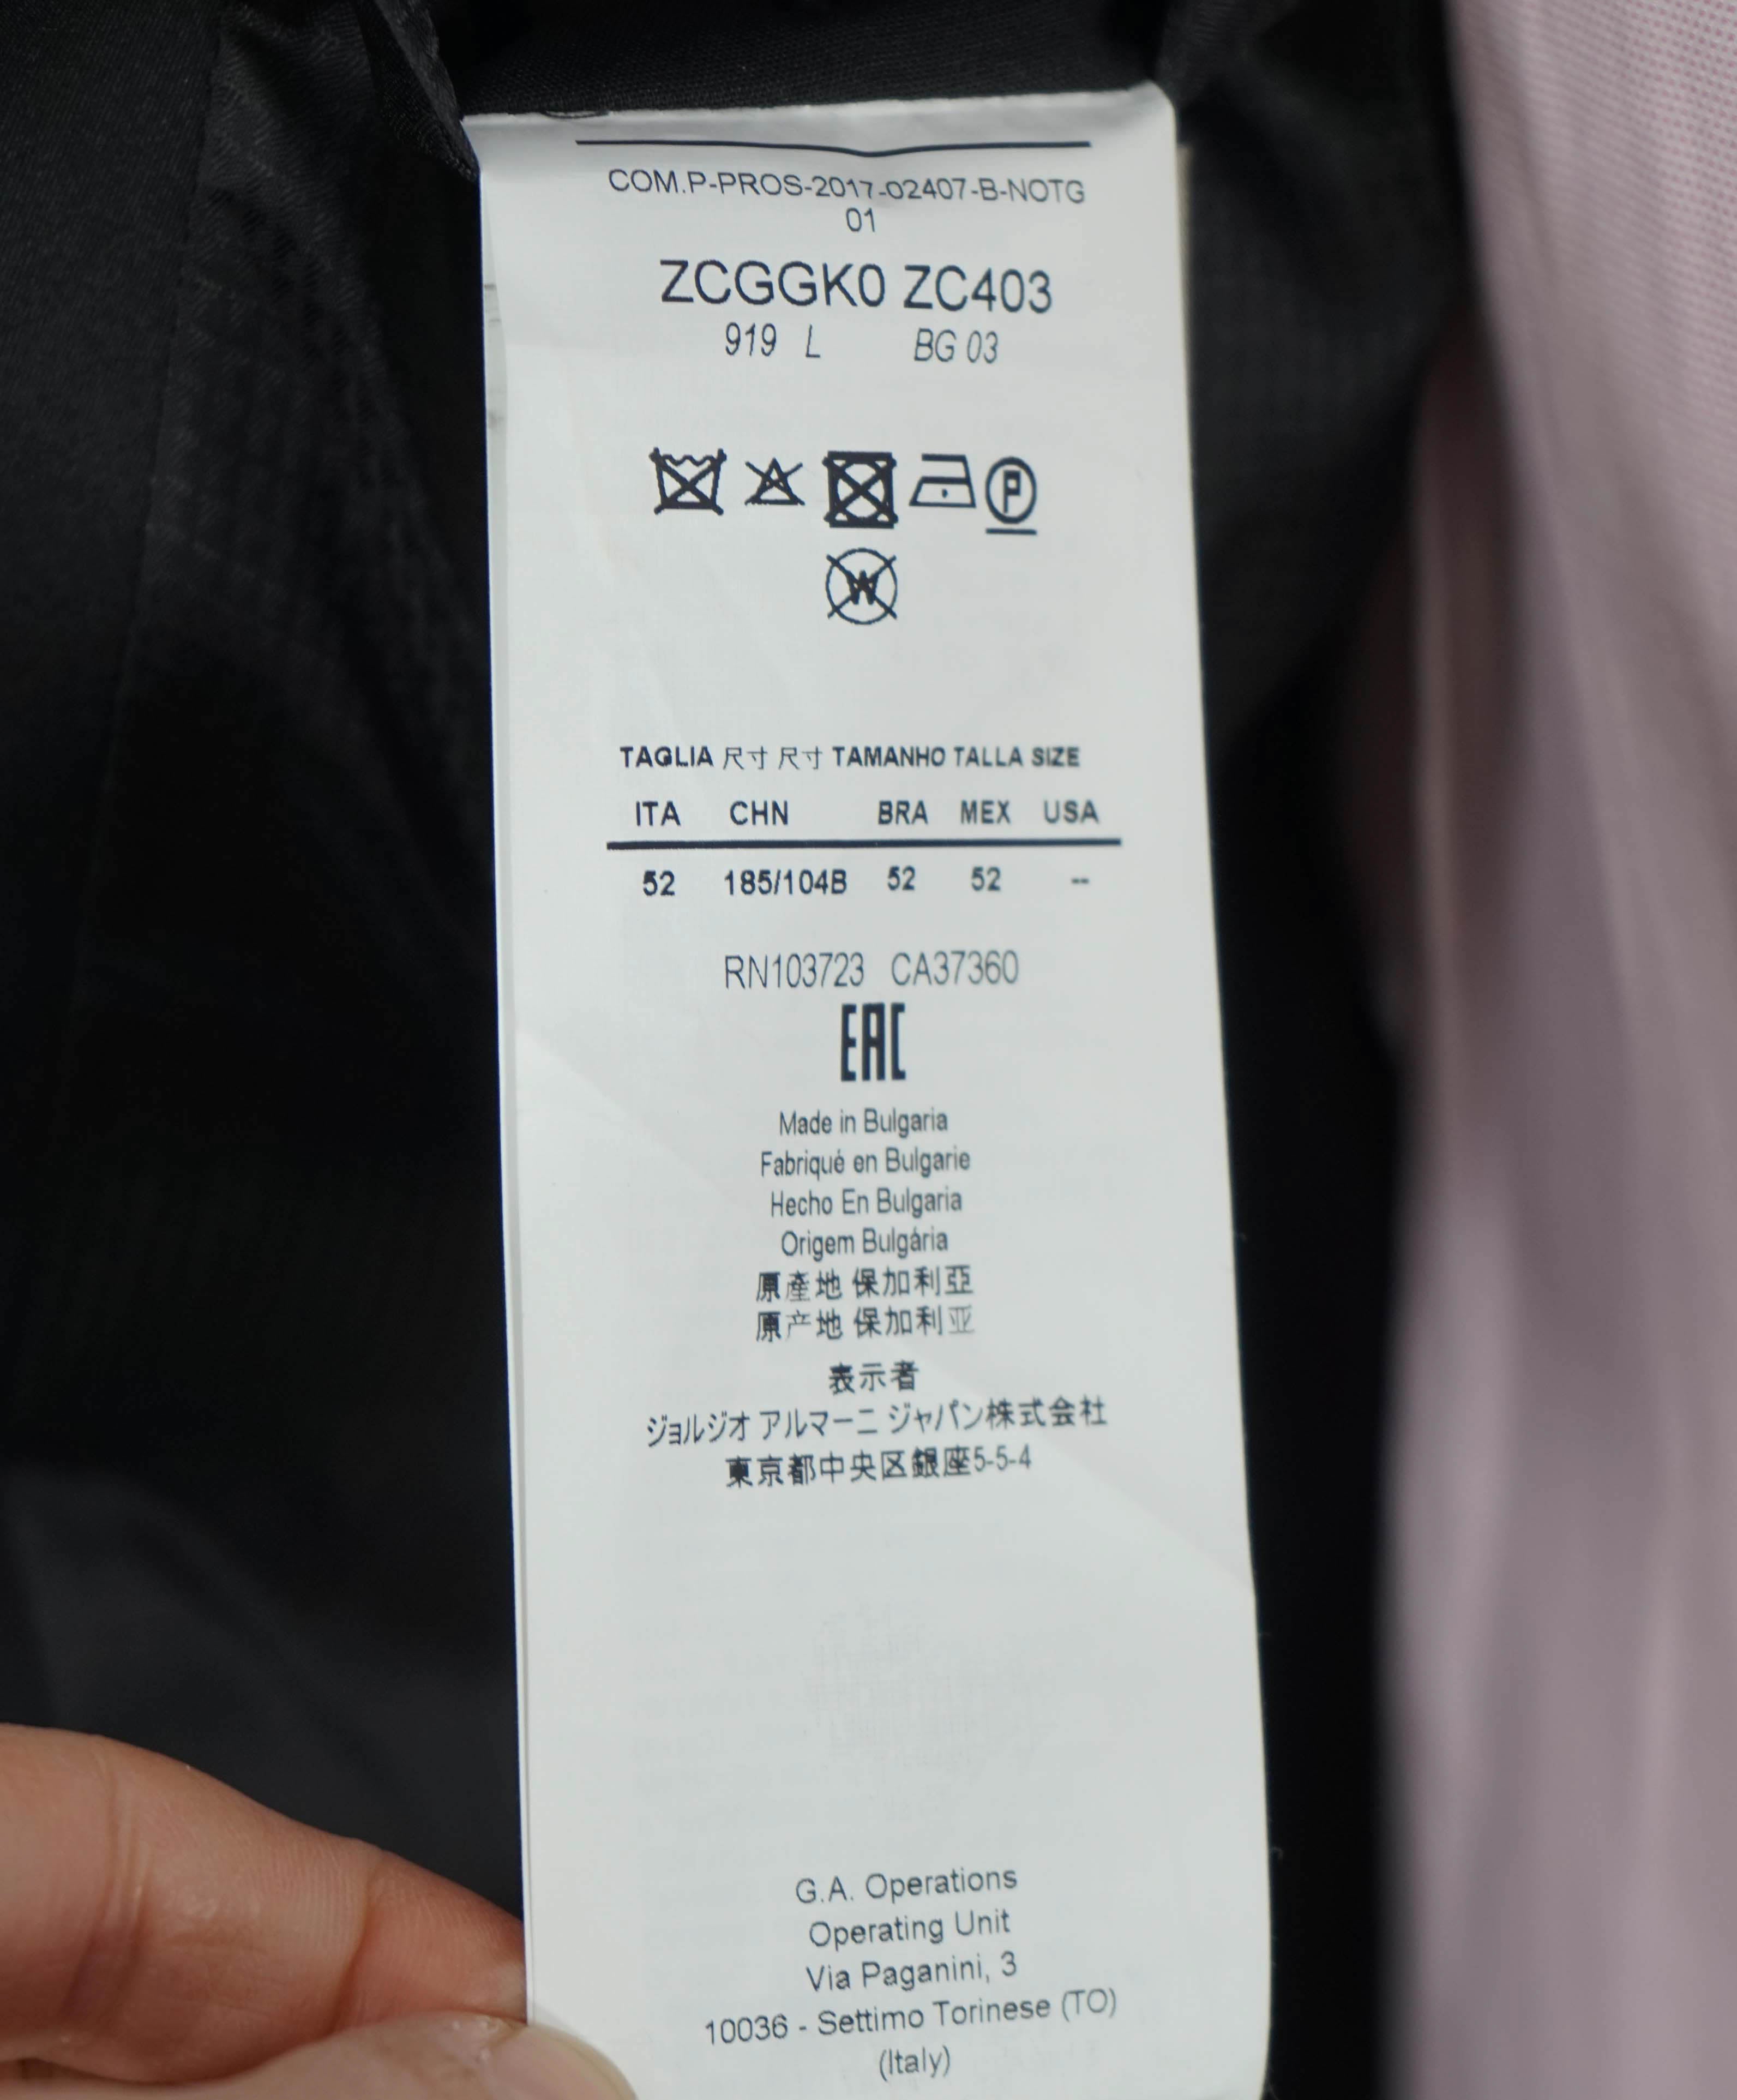 COM.P-PROS-2017-02407-B-NOTG
01
ZCGGK0 ZC403
919 L BG 03
P
W
TAGLIA 尺寸 尺寸 TAMANHO TALLA SIZE
ITA CHN BRA MEX USA
52 185/104B 52 52 --
RN103723 CA37360
EAC
Made in Bulgaria
Fabriqué en Bulgarie
Hecho En Bulgaria
Origem Bulgária
原產地 保加利亞
原产地 保加利亚
表示者
ジョルジオ アルマーニ ジャパン株式会社
東京都中央区銀座5-5-4
G.A. Operations
Operating Unit
Via Paganini, 3
10036 - Settimo Torinese (TO)
(Italy)